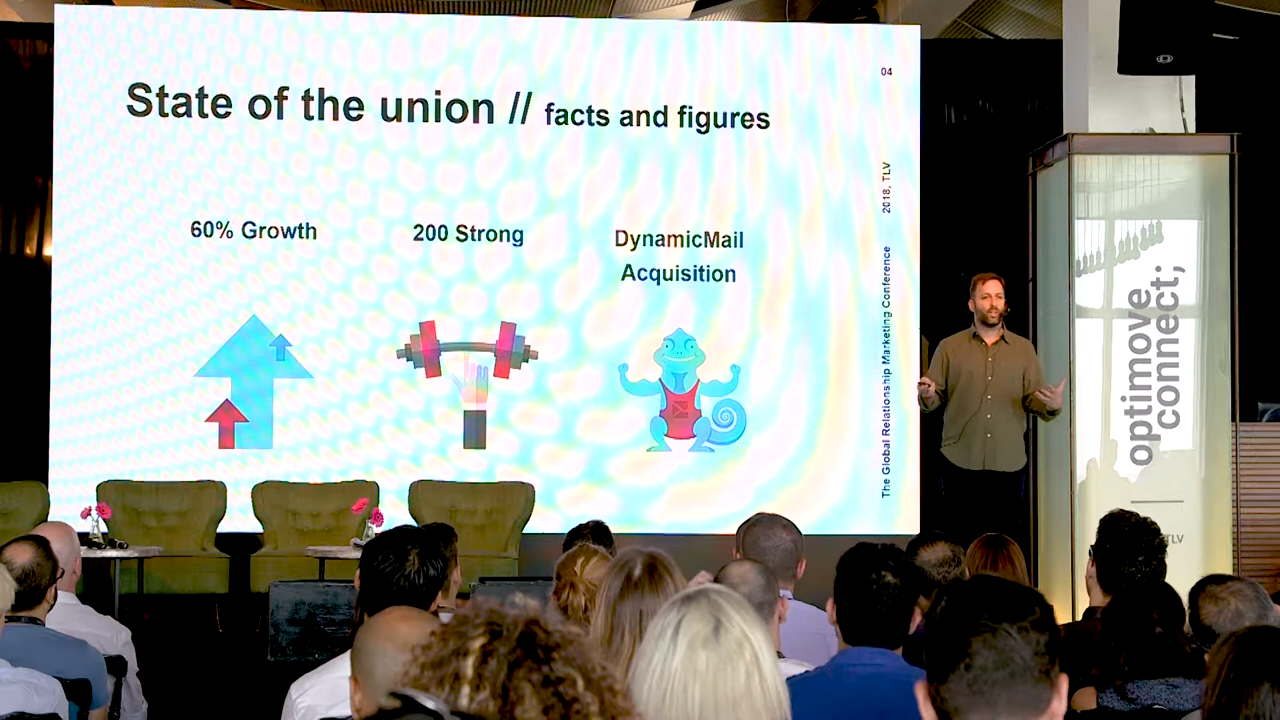 04
State of the union // facts and figures
60% Growth
200 Strong
DynamicMail
Acquisition
The Global Relationship Marketing Conference 2018, TLV
optimove
connect;
TLV